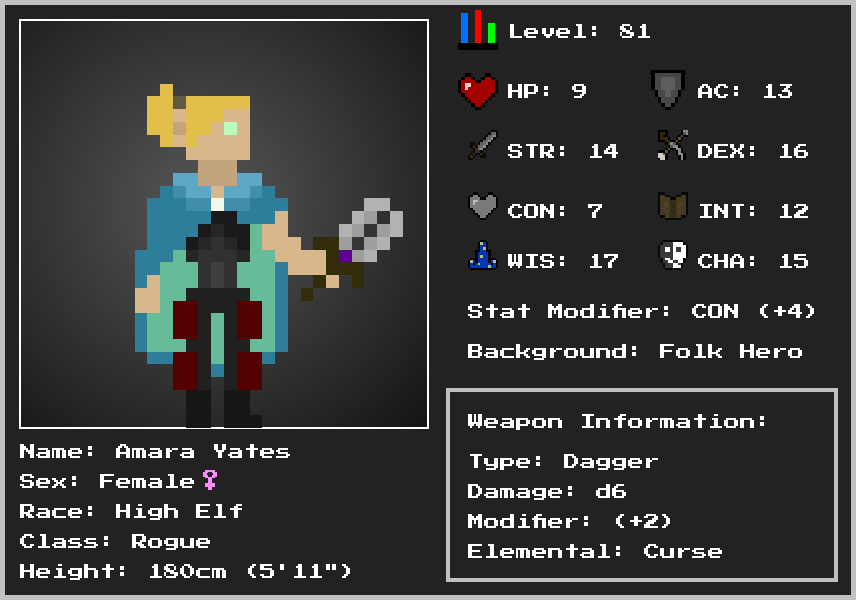 Level: 81
HP: 9
AC: 13
STR: 14
DEX: 16
CON: 7
INT: 12
WIS: 17
CHA: 15
Stat Modifier: CON (+4)
Background: Folk Hero
Weapon Information:
Type: Dagger
Damage: d6
Modifier: (+2)
Elemental: Curse
Name: Amara Yates
Sex: Female♀
Race: High Elf
Class: Rogue
Height: 180cm (5'11")